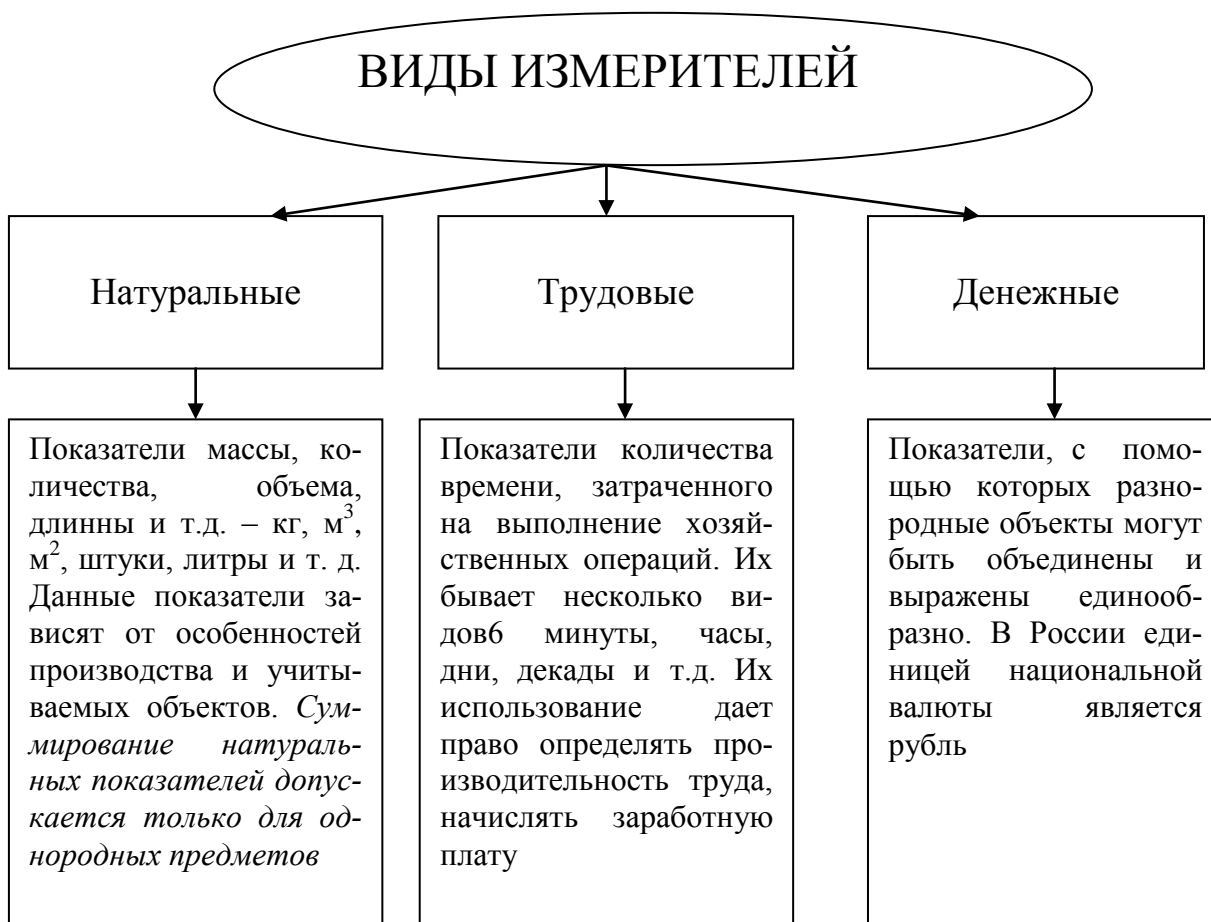 ВИДЫ ИЗМЕРИТЕЛЕЙ
Натуральные
Трудовые
Денежные
Показатели массы, ко-
личества, объема,
длинны и т.д. – кг, м³,
м², штуки, литры и т. д.
Данные показатели за-
висят от особенностей
производства и учиты-
ваемых объектов. Сум-
мирование натураль-
ных показателей допус-
кается только для од-
нородных предметов
Показатели количества
времени, затраченного
на выполнение хозяй-
ственных операций. Их
бывает несколько ви-
дов6 минуты, часы,
дни, декады и т.д. Их
использование дает
право определять про-
изводительность труда,
начислять заработную
плату
Показатели, с помо-
щью которых разно-
родные объекты могут
быть объединены и
выражены единооб-
разно. В России еди-
ницей национальной
валюты является
рубль